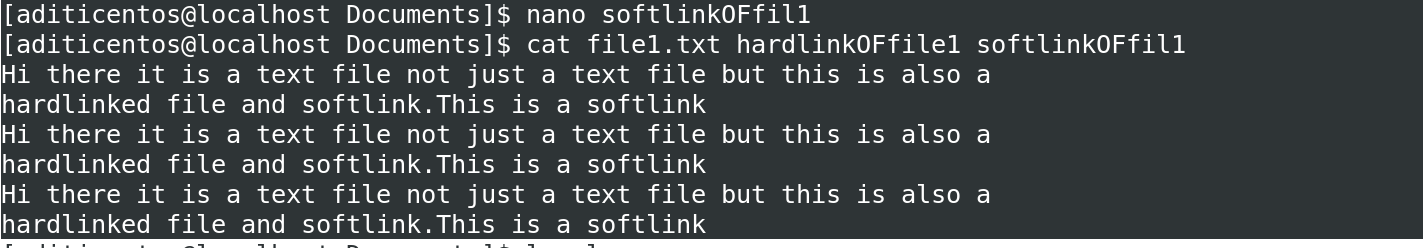 [aditicentos@localhost Documents]$ nano softlinkOFfil1
[aditicentos@localhost Documents]$ cat file1.txt hardlinkOFfile1 softlinkOFfil1
Hi there it is a text file not just a text file but this is also a
hardlinked file and softlink.This is a softlink
Hi there it is a text file not just a text file but this is also a
hardlinked file and softlink.This is a softlink
Hi there it is a text file not just a text file but this is also a
hardlinked file and softlink.This is a softlink